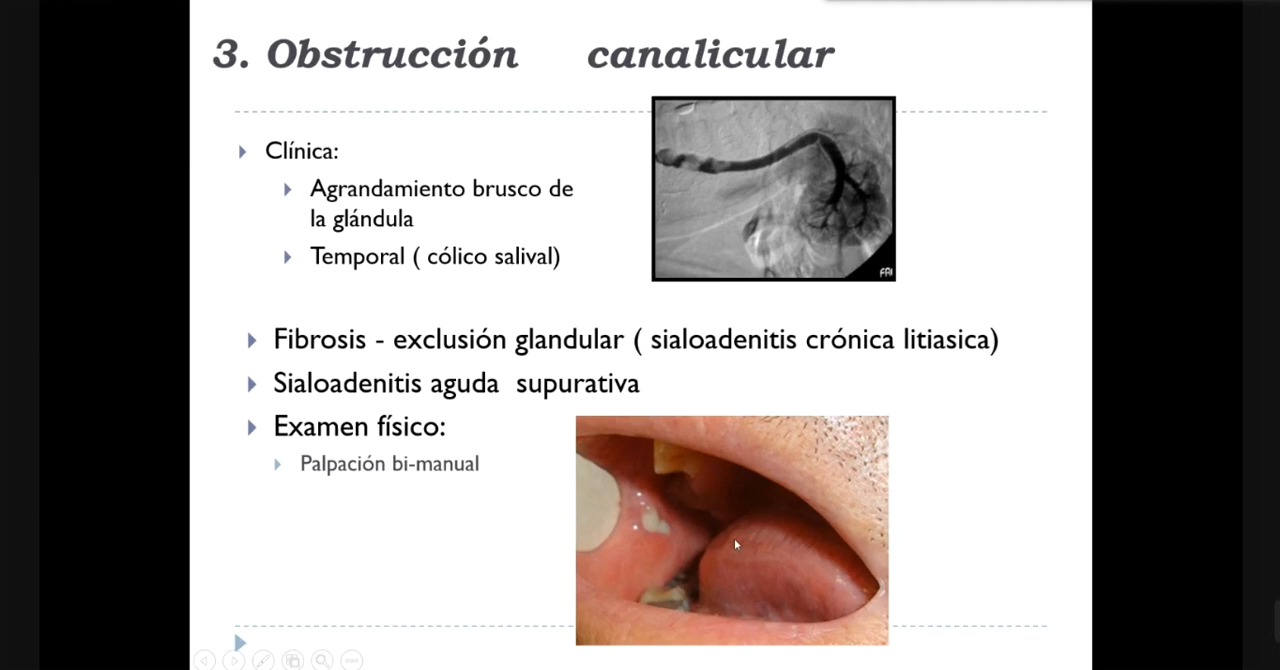 3. Obstrucción canalicular
Clínica:
Agrandamiento brusco de
la glándula
Temporal ( cólico salival)
Fibrosis - exclusión glandular ( sialoadenitis crónica litiasica)
Sialoadenitis aguda supurativa
Examen físico:
Palpación bi-manual